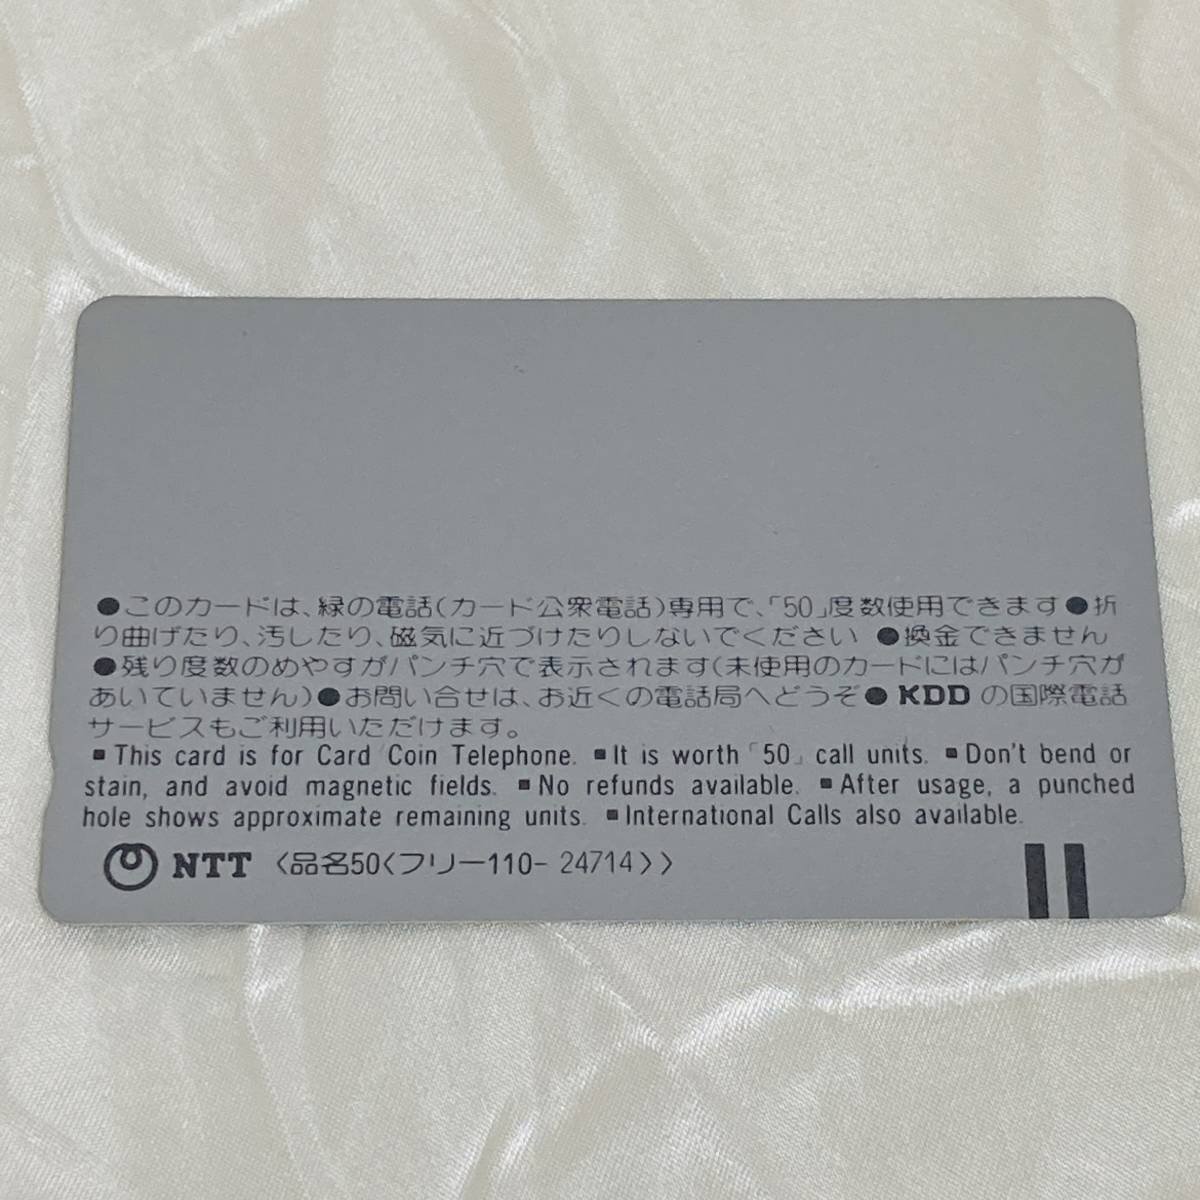 ●このカードは、緑の電話(カード公衆電話)専用で、「50」度数使用できます●折
り曲げたり、汚したり、磁気に近づけたりしないでください ●換金できません
●残り度数のめやすがパンチ穴で表示されます(未使用のカードにはパンチ穴が
あいていません)●お問い合せは、お近くの電話局へどうぞ● KDD の国際電話
サービスもご利用いただけます。
▪This card is for Card Coin Telephone. ▪It is worth「50」call units. ▪Don't bend or
stain, and avoid magnetic fields. ▪No refunds available. ▪After usage, a punched
hole shows approximate remaining units. ▪International Calls also available.
NTT 〈品名50〈フリー110- 24714〉〉